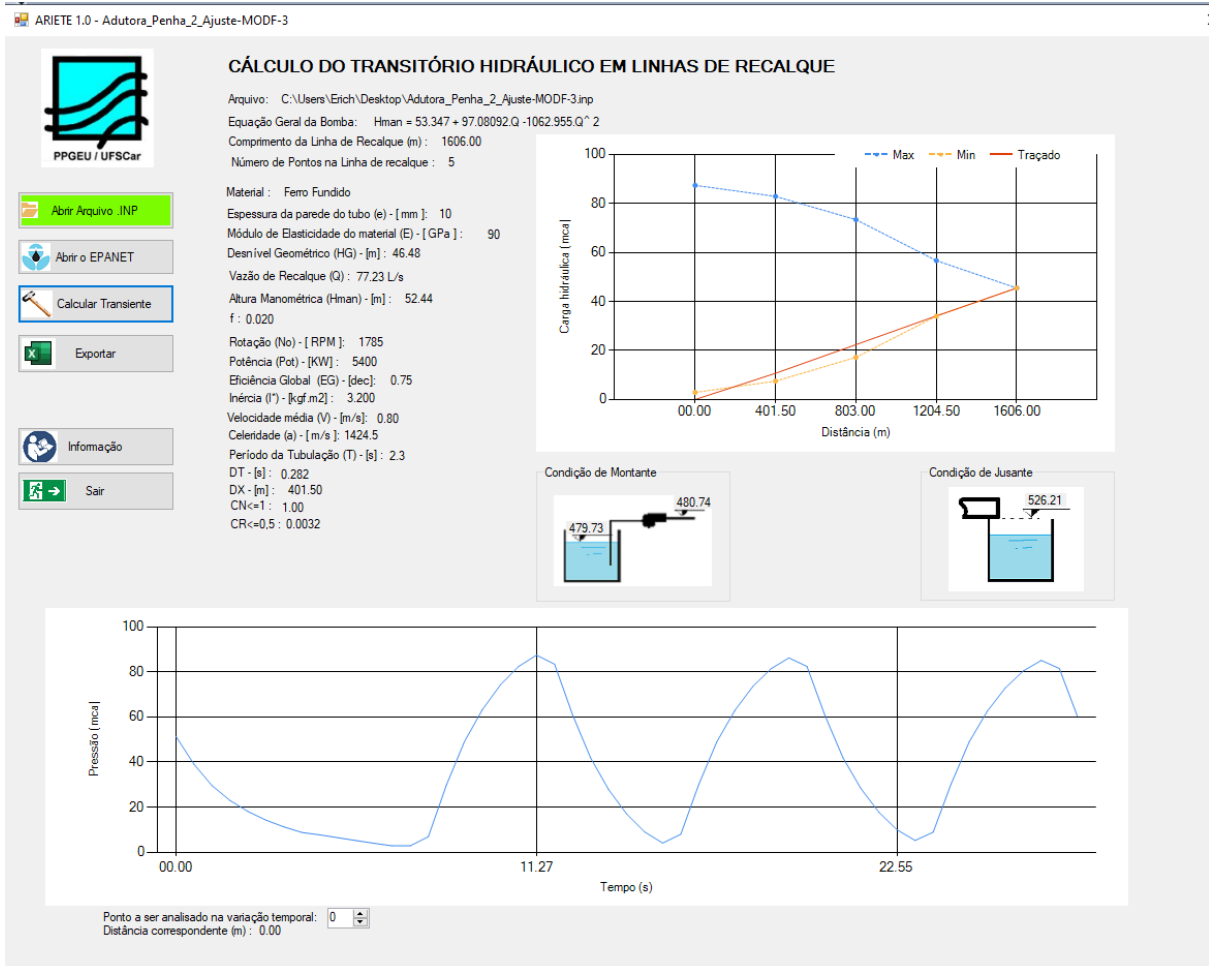 ARIETE 1.0 - Adutora_Penha_2_Ajuste-MODF-3
CÁLCULO DO TRANSITÓRIO HIDRÁULICO EM LINHAS DE RECALQUE
Arquivo: C:\Users\Erich\Desktop\Adutora_Penha_2_Ajuste-MODF-3.inp
Equação Geral da Bomba: Hman = 53.347 + 97.08092.Q -1062.955.Q^ 2
Comprimento da Linha de Recalque (m) : 1606.00
Número de Pontos na Linha de recalque : 5
PPGEU / UFSCar
Material : Ferro Fundido
Espessura da parede do tubo (e) - [ mm ]: 10
Módulo de Elasticidade do material (E) - [ GPa ] : 90
Desnível Geométrico (HG) - [m] : 46.48
Vazão de Recalque (Q) : 77.23 L/s
Altura Manométrica (Hman) - [m] : 52.44
f : 0.020
Rotação (No) - [ RPM ]: 1785
Potência (Pot) - [KW] : 5400
Eficiência Global (EG) - [dec]: 0.75
Inércia (I*) - [kgf.m2] : 3.200
Velocidade média (V) - [m/s]: 0.80
Celeridade (a) - [ m/s ]: 1424.5
Período da Tubulação (T) - [s] : 2.3
DT - [s] : 0.282
DX - [m] : 401.50
CN<=1 : 1.00
CR<=0,5 : 0.0032
Abrir Arquivo .INP
Abrir o EPANET
Calcular Transiente
Exportar
Informação
Sair
Max Min Traçado
Carga hidráulica (mca)
100
80
60
40
20
0
00.00 401.50 803.00 1204.50 1606.00
Distância (m)
Condição de Montante
480.74
479.73
Condição de Jusante
526.21
Pressão (mca)
100
80
60
40
20
0
00.00 11.27 22.55
Tempo (s)
Ponto a ser analisado na variação temporal: 0
Distância correspondente (m) : 0.00